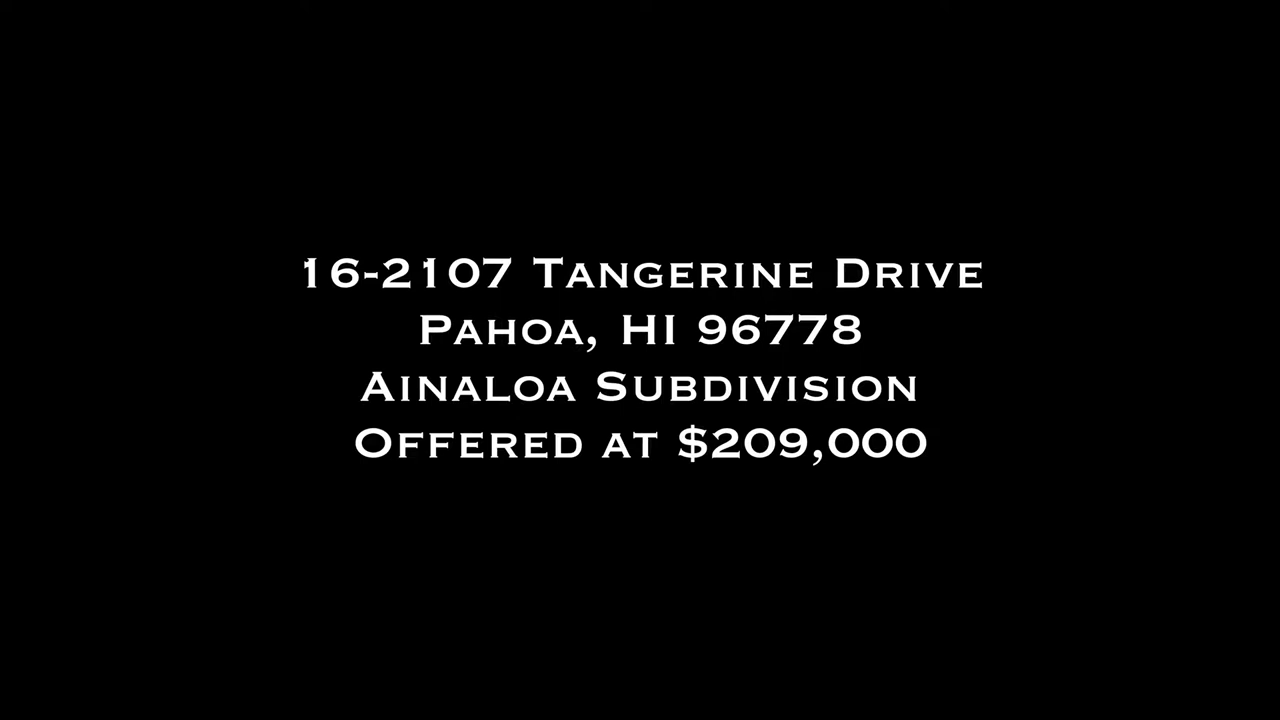 16-2107 Tangerine Drive
Pahoa, HI 96778
Ainaloa Subdivision
Offered at $209,000